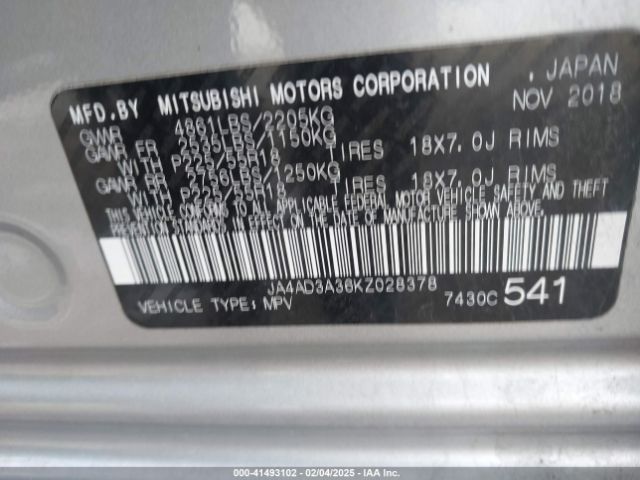 MFD.BY MITSUBISHI MOTORS CORPORATION , JAPAN
NOV 2018
GVWR 4861LBS/2205KG
GAWR FR 2535LBS/1150KG
WITH P225/55R18 TIRES 18X7.0J RIMS
GAWR RR 2756LBS/1250KG
WITH P225/55R18 TIRES 18X7.0J RIMS
THIS VEHICLE CONFORMS TO ALL APPLICABLE FEDERAL MOTOR VEHICLE SAFETY AND THEFT
PREVENTION STANDARDS IN EFFECT ON THE DATE OF MANUFACTURE SHOWN ABOVE.
JA4AD3A36KZ028378
VEHICLE TYPE: MPV 7430C 541
000-41493102 - 02/04/2025 - IAAI.COM